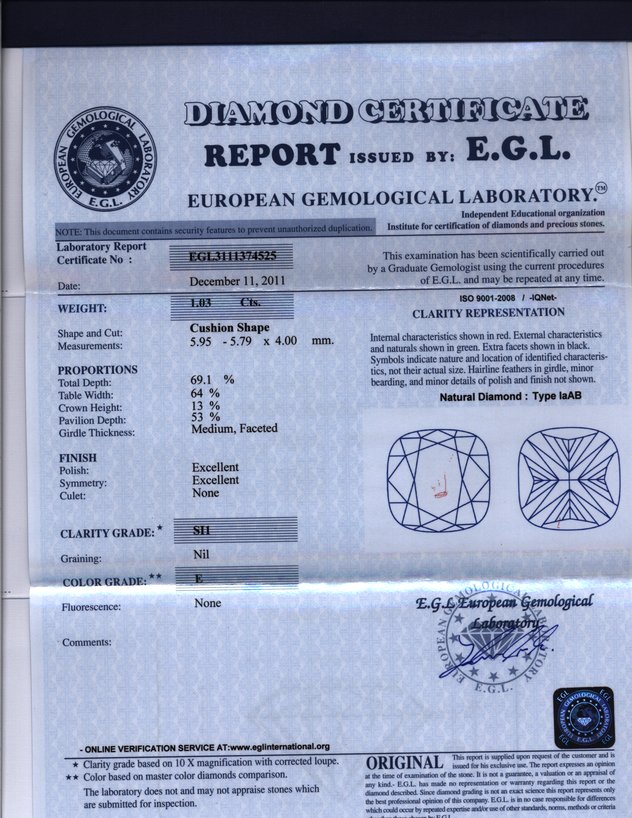 DIAMOND CERTIFICATE
REPORT ISSUED BY: E.G.L.
EUROPEAN GEMOLOGICAL LABORATORY
E.G.L.
EUROPEAN GEMOLOGICAL LABORATORY.™
Independent Educational organization
Institute for certification of diamonds and precious stones.
NOTE: This document contains security features to prevent unauthorized duplication.
Laboratory Report
Certificate No : EGL3111374525
Date: December 11, 2011
WEIGHT: 1.03 Cts.
Shape and Cut: Cushion Shape
Measurements: 5.95 - 5.79 x 4.00 mm.
PROPORTIONS
Total Depth: 69.1 %
Table Width: 64 %
Crown Height: 13 %
Pavilion Depth: 53 %
Girdle Thickness: Medium, Faceted
FINISH
Polish: Excellent
Symmetry: Excellent
Culet: None
CLARITY GRADE: ★ SI1
Graining: Nil
COLOR GRADE: ★★ E
Fluorescence: None
Comments:
This examination has been scientifically carried out
by a Graduate Gemologist using the current procedures
of E.G.L. and may be repeated at any time.
ISO 9001-2008 / -IQNet-
CLARITY REPRESENTATION
Internal characteristics shown in red. External characteristics
and naturals shown in green. Extra facets shown in black.
Symbols indicate nature and location of identified characteris-
tics, not their actual size. Hairline feathers in girdle, minor
bearding, and minor details of polish and finish not shown.
Natural Diamond : Type IaAB
E.G.L European Gemological
Laboratory
EUROPEAN GEMOLOGICAL LABORATORY
E.G.L.
EGL
EGL
- ONLINE VERIFICATION SERVICE AT:www.eglinternational.org
★ Clarity grade based on 10 X magnification with corrected loupe.
★★ Color based on master color diamonds comparison.
The laboratory does not and may not appraise stones which
are submitted for inspection.
ORIGINAL This report is supplied upon request of the customer and is
issued for his exclusive use. The report expresses an opinion
at the time of examination of the stone. It is not a guarantee, a valuation or an appraisal of
any kind.- E.G.L. has made no representation or warranty regarding this report or the
diamond described. Since diamond grading is not an exact science this report represents only
the best professional opinion of this company. E.G.L. is in no case responsible for differences
which could occur by repeated expertise and/or use of other standards, norms, methods or criteria